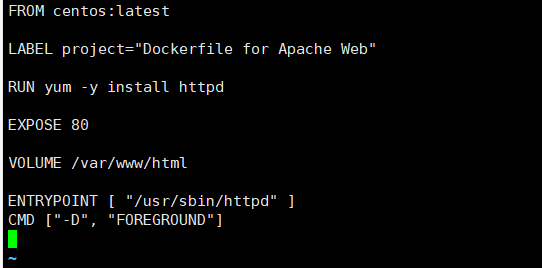 FROM centos:latest
LABEL project="Dockerfile for Apache Web"
RUN yum -y install httpd
EXPOSE 80
VOLUME /var/www/html
ENTRYPOINT [ "/usr/sbin/httpd" ]
CMD ["-D", "FOREGROUND"]
~